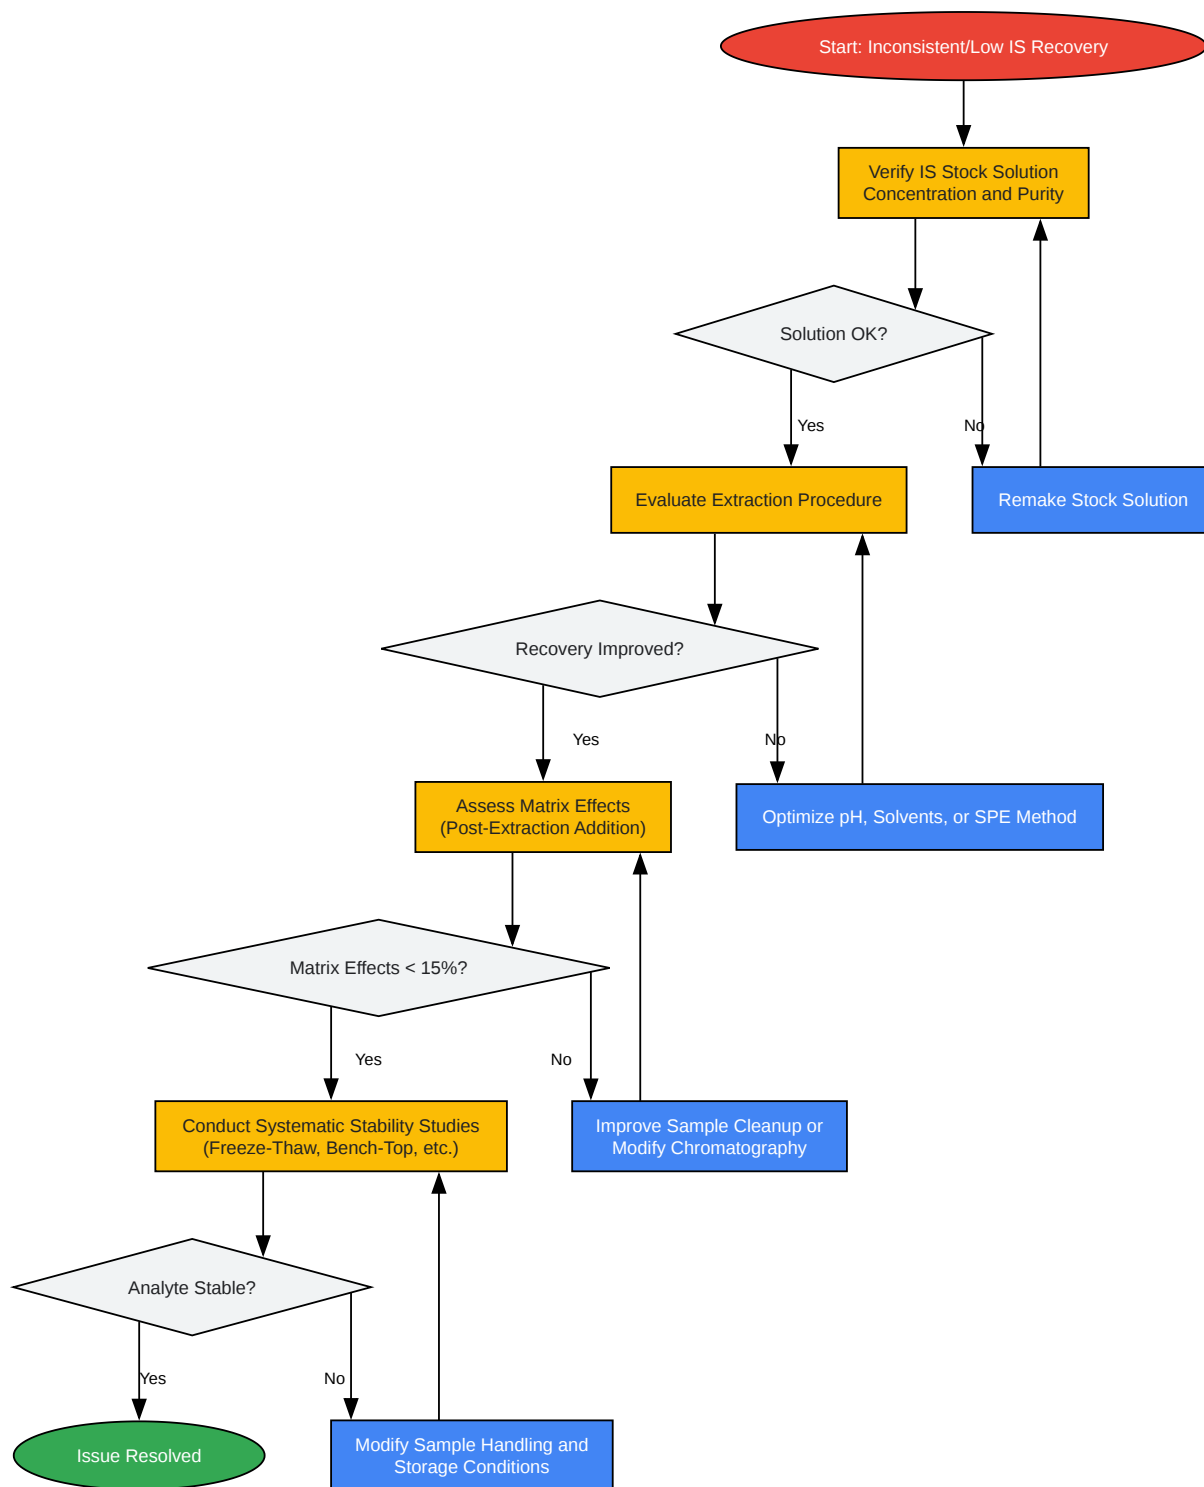 Start: Inconsistent/Low IS Recovery
Verify IS Stock Solution
Concentration and Purity
Solution OK?
Yes
No
Evaluate Extraction Procedure
Remake Stock Solution
Recovery Improved?
Yes
No
Assess Matrix Effects
(Post-Extraction Addition)
Optimize pH, Solvents, or SPE Method
Matrix Effects < 15%?
Yes
No
Conduct Systematic Stability Studies
(Freeze-Thaw, Bench-Top, etc.)
Improve Sample Cleanup or
Modify Chromatography
Analyte Stable?
Yes
No
Issue Resolved
Modify Sample Handling and
Storage Conditions